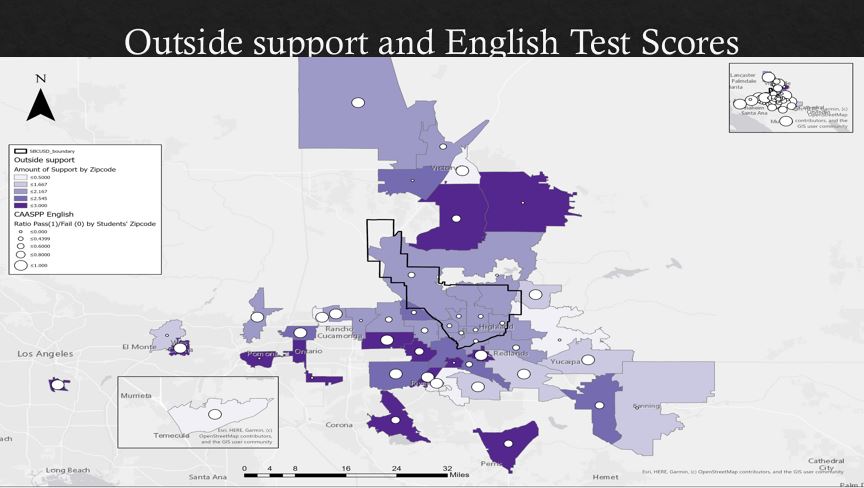 Outside support and English Test Scores
N
SBCUSD_boundary
Outside support
Amount of Support by Zipcode
≤0.5000
≤1.667
≤2.167
≤2.545
≤3.000
CAASPP English
Ratio Pass(1)/Fail (0) by Students' Zipcode
≤0.000
≤0.4399
≤0.6000
≤0.8000
≤1.000
Lancaster
Palmdale
Santa Ana
contributors, and the
GIS user community
Highland
Rancho
Cucamonga
El Monte
Los Angeles
Pomona
Ontario
Redlands
Yucaipa
Banning
Murrieta
Temecula
Esri, HERE, Garmin, (c)
OpenStreetMap contributors,
and the GIS user community
Corona
Perris
Long Beach
Santa Ana
Hemet
Cathedral
City
0 4 8 16 24 32
Miles
Esri, HERE, Garmin, (c) OpenStreetMap contributors, and the GIS user community